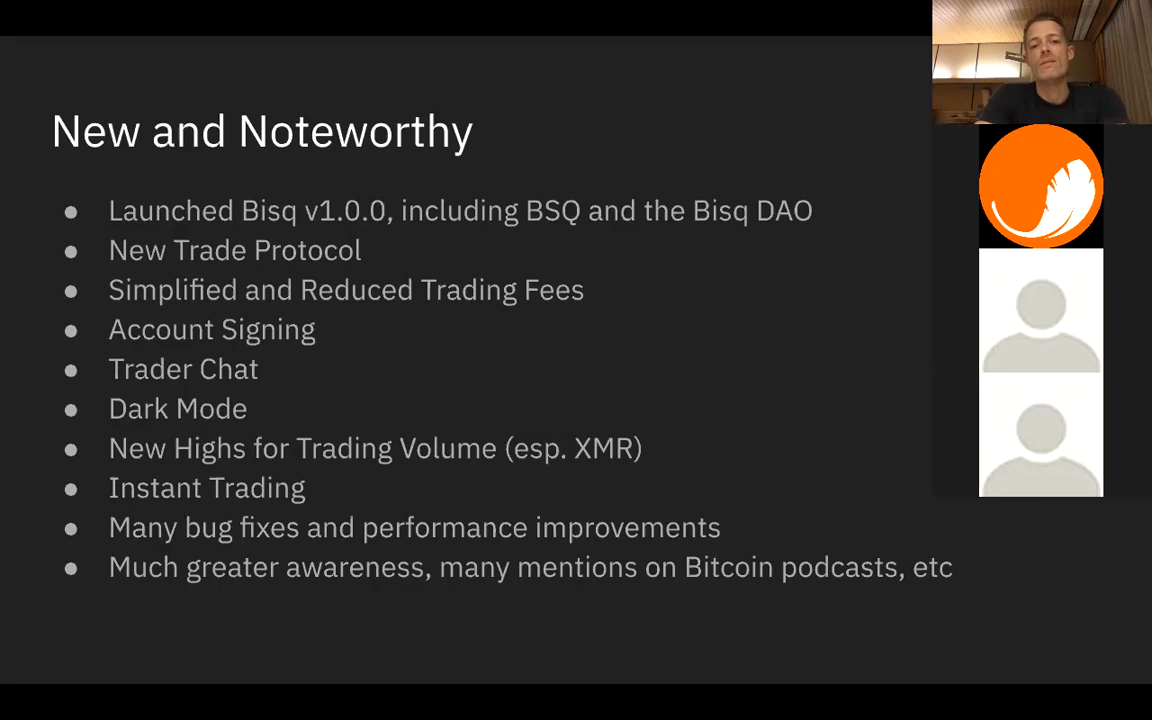 New and Noteworthy
● Launched Bisq v1.0.0, including BSQ and the Bisq DAO
● New Trade Protocol
● Simplified and Reduced Trading Fees
● Account Signing
● Trader Chat
● Dark Mode
● New Highs for Trading Volume (esp. XMR)
● Instant Trading
● Many bug fixes and performance improvements
● Much greater awareness, many mentions on Bitcoin podcasts, etc